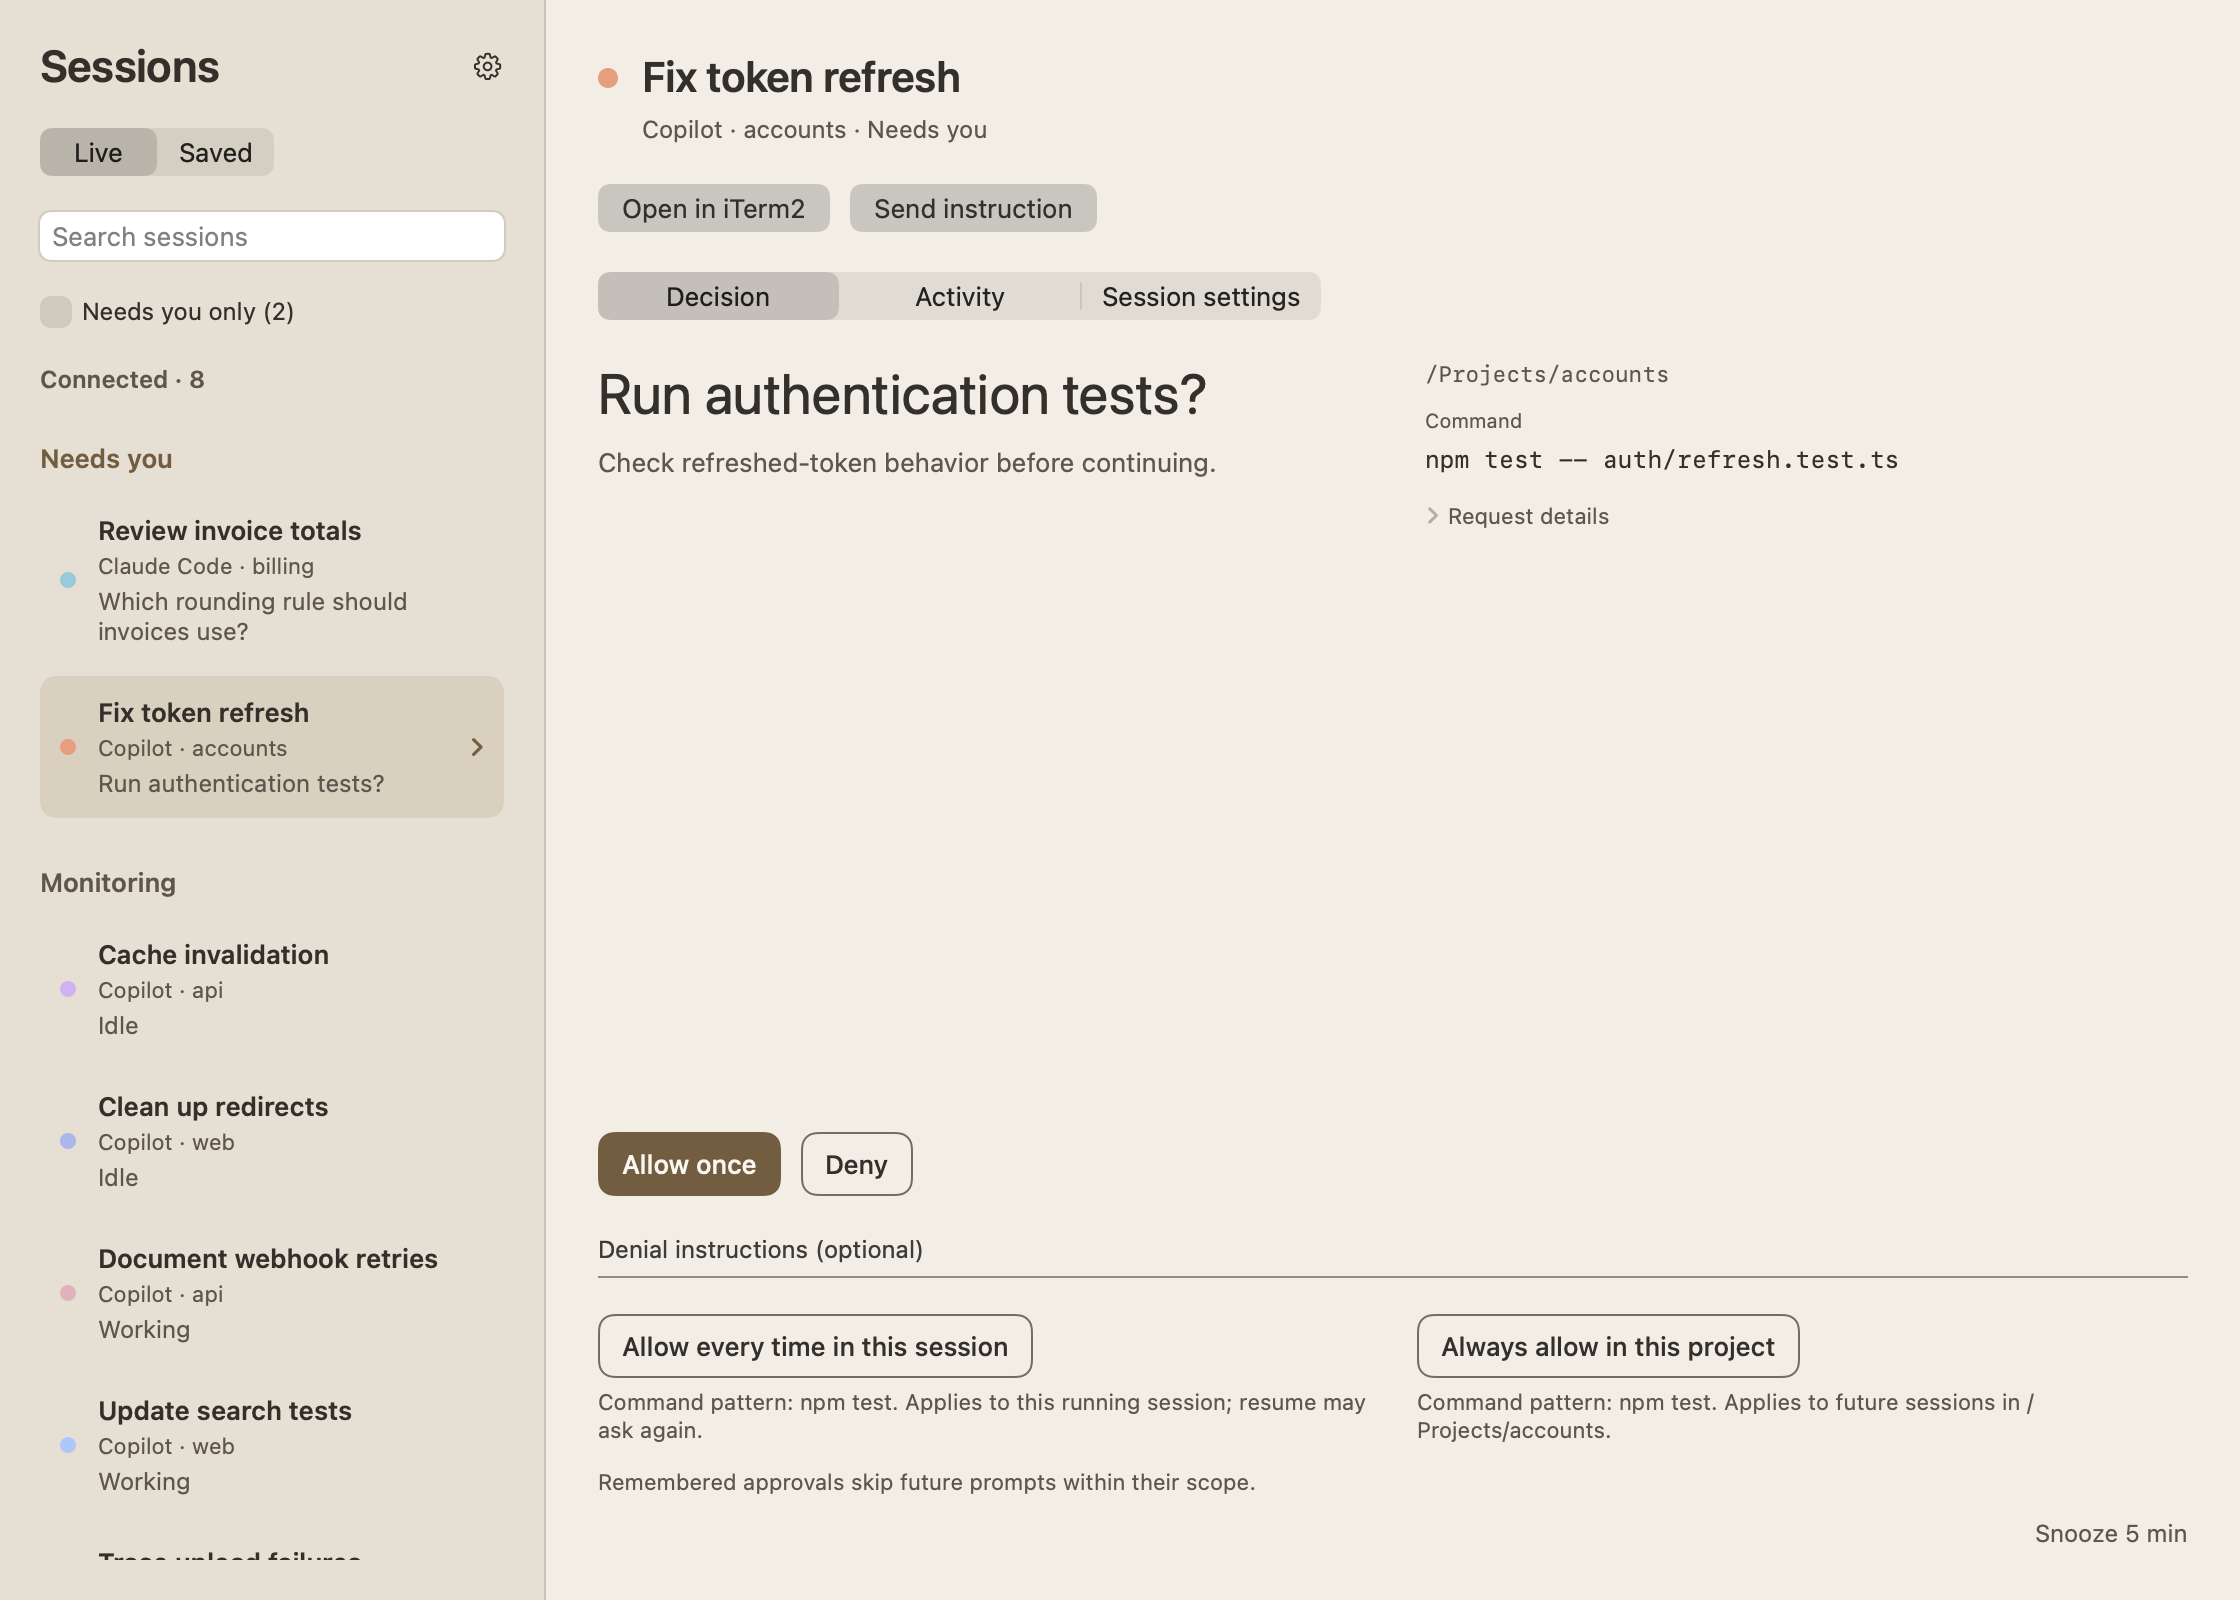 Sessions
Live
Saved
Search sessions
Needs you only (2)
Connected · 8
Needs you
Review invoice totals
Claude Code · billing
Which rounding rule should
invoices use?
Fix token refresh
Copilot · accounts
Run authentication tests?
Monitoring
Cache invalidation
Copilot · api
Idle
Clean up redirects
Copilot · web
Idle
Document webhook retries
Copilot · api
Working
Update search tests
Copilot · web
Working
Fix token refresh
Copilot · accounts · Needs you
Open in iTerm2
Send instruction
Decision
Activity
Session settings
Run authentication tests?
Check refreshed-token behavior before continuing.
/Projects/accounts
Command
npm test -- auth/refresh.test.ts
Request details
Allow once
Deny
Denial instructions (optional)
Allow every time in this session
Command pattern: npm test. Applies to this running session; resume may
ask again.
Always allow in this project
Command pattern: npm test. Applies to future sessions in /
Projects/accounts.
Remembered approvals skip future prompts within their scope.
Snooze 5 min